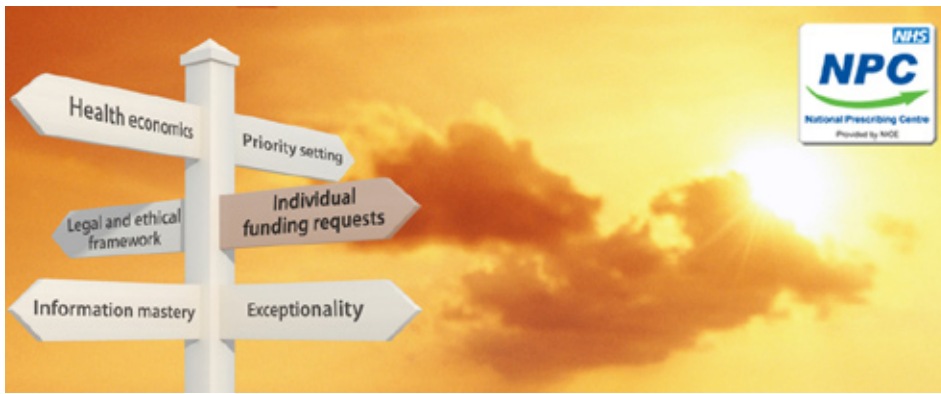 Health economics
Priority setting
Legal and ethical
framework
Individual
funding requests
Information mastery
Exceptionality
NHS
NPC
National Prescribing Centre
Provided by NICE